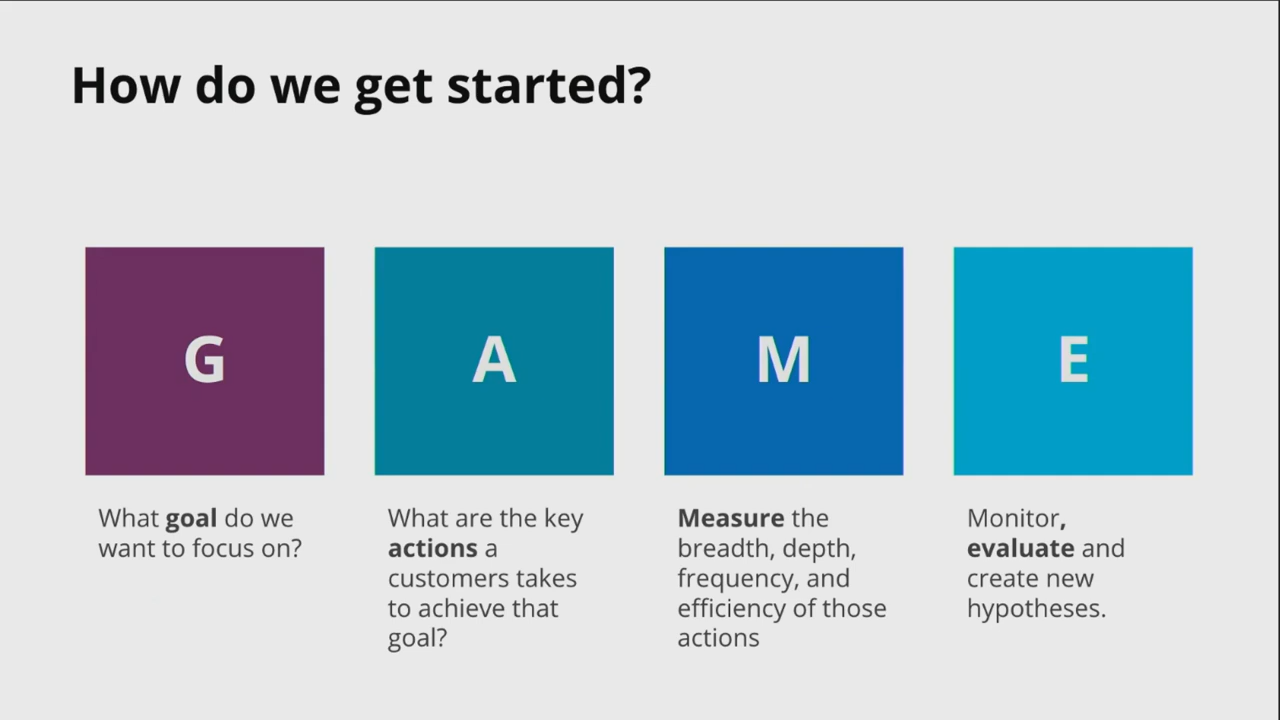 How do we get started?
G
A
M
E
What goal do we
want to focus on?
What are the key
actions a
customers takes
to achieve that
goal?
Measure the
breadth, depth,
frequency, and
efficiency of those
actions
Monitor,
evaluate and
create new
hypotheses.